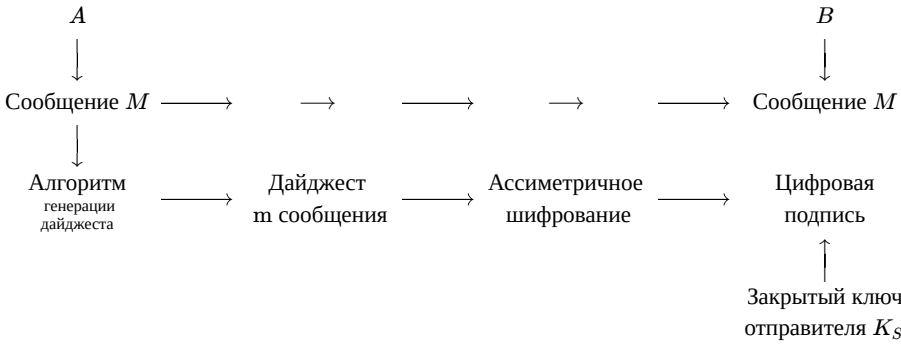 A
B
Сообщение M
Сообщение M
Алгоритм
генерации
дайджеста
Дайджест
m сообщения
Ассиметричное
шифрование
Цифровая
подпись
Закрытый ключ
отправителя K_S